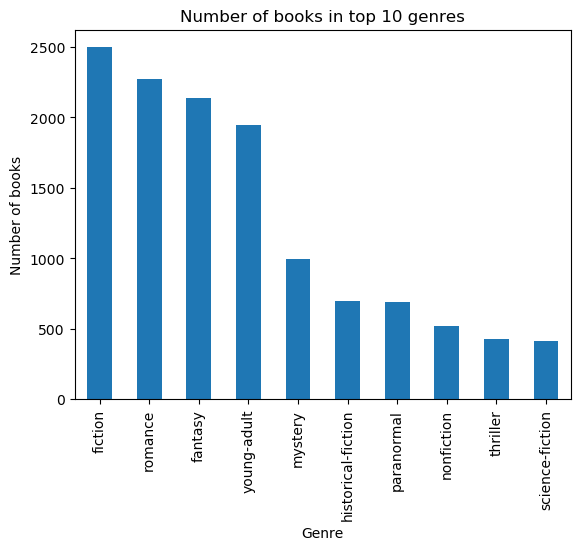 Number of books in top 10 genres
Number of books
2500
2000
1500
1000
500
0
fiction
romance
fantasy
young-adult
mystery
historical-fiction
paranormal
nonfiction
thriller
science-fiction
Genre